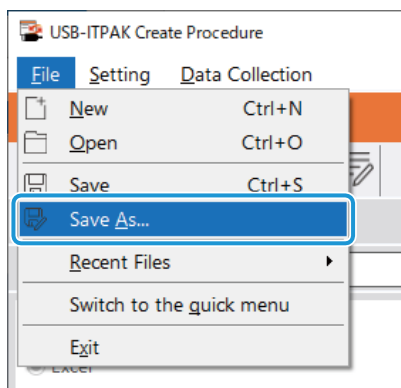 USB-ITPAK Create Procedure
File Setting Data Collection
New Ctrl+N
Open Ctrl+O
Save Ctrl+S
Save As...
Recent Files
Switch to the quick menu
Exit
Excel